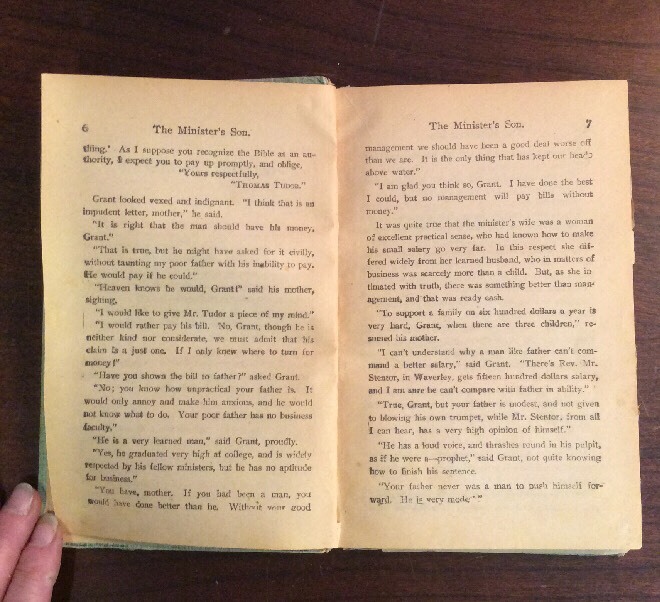 6
The Minister's Son.
thing.' As I suppose you recognize the Bible as an au-
thority, I expect you to pay up promptly, and oblige,
"Yours respectfully,
"THOMAS TUDOR."
Grant looked vexed and indignant. "I think that is an
impudent letter, mother," he said.
"It is right that the man should have his money,
Grant."
"That is true, but he might have asked for it civilly,
without taunting my poor father with his inability to pay.
He would pay if he could."
"Heaven knows he would, Grant!" said his mother,
sighing.
"I would like to give Mr. Tudor a piece of my mind."
"I would rather pay his bill. No, Grant, though he is
neither kind nor considerate, we must admit that his
claim is a just one. If I only knew where to turn for
money!"
"Have you shown the bill to father?" asked Grant.
"No; you know how unpractical your father is. It
would only annoy and make him anxious, and he would
not know what to do. Your poor father has no business
faculty."
"He is a very learned man," said Grant, proudly.
"Yes, he graduated very high at college, and is widely
respected by his fellow ministers, but he has no aptitude
for business."
"You have, mother. If you had been a man, you
would have done better than he. Without your good
The Minister's Son.
7
management we should have been a good deal worse off
than we are. It is the only thing that has kept our heads
above water."
"I am glad you think so, Grant. I have done the best
I could, but no management will pay bills without
money."
It was quite true that the minister's wife was a woman
of excellent practical sense, who had known how to make
his small salary go very far. In this respect she dif-
fered widely from her learned husband, who in matters of
business was scarcely more than a child. But, as she in-
timated with truth, there was something better than man-
agement, and that was ready cash.
"To support a family on six hundred dollars a year is
very hard, Grant, when there are three children," re-
sumed his mother.
"I can't understand why a man like father can't com-
mand a better salary," said Grant. "There's Rev. Mr.
Stentor, in Waverley, gets fifteen hundred dollars salary,
and I am sure he can't compare with father in ability."
"True, Grant, but your father is modest, and not given
to blowing his own trumpet, while Mr. Stentor, from all
I can hear, has a very high opinion of himself."
"He has a loud voice, and thrashes round in his pulpit,
as if he were a—prophet," said Grant, not quite knowing
how to finish his sentence.
"Your father never was a man to push himself for-
ward. He is very